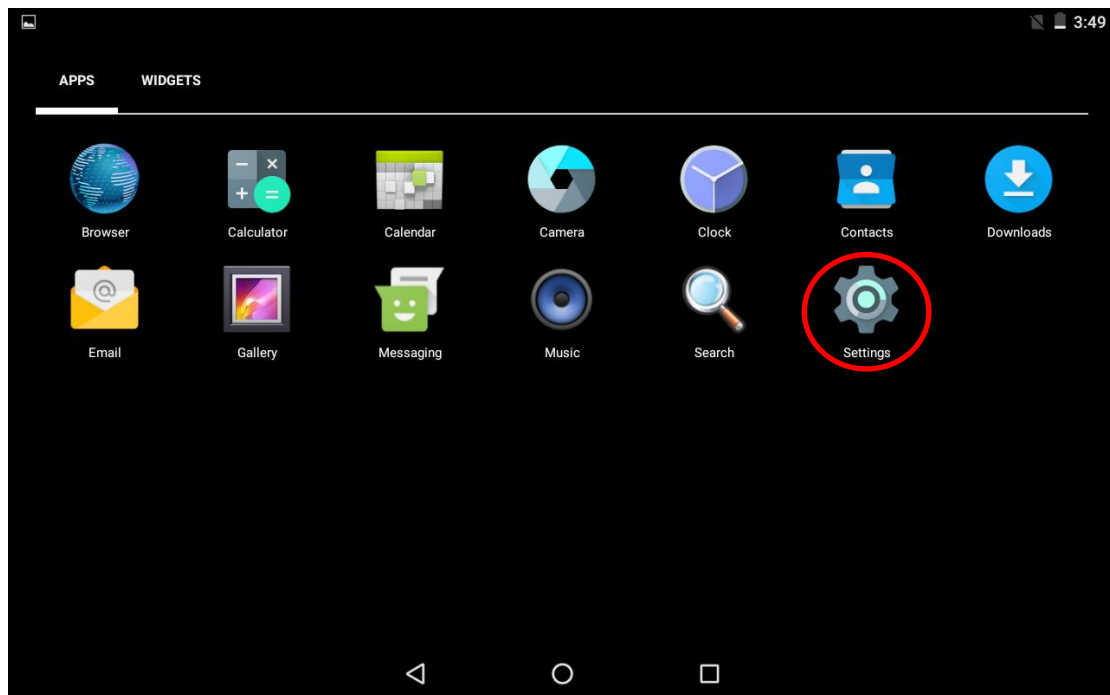 3:49
APPS WIDGETS
Browser Calculator Calendar Camera Clock Contacts Downloads
Email Gallery Messaging Music Search Settings